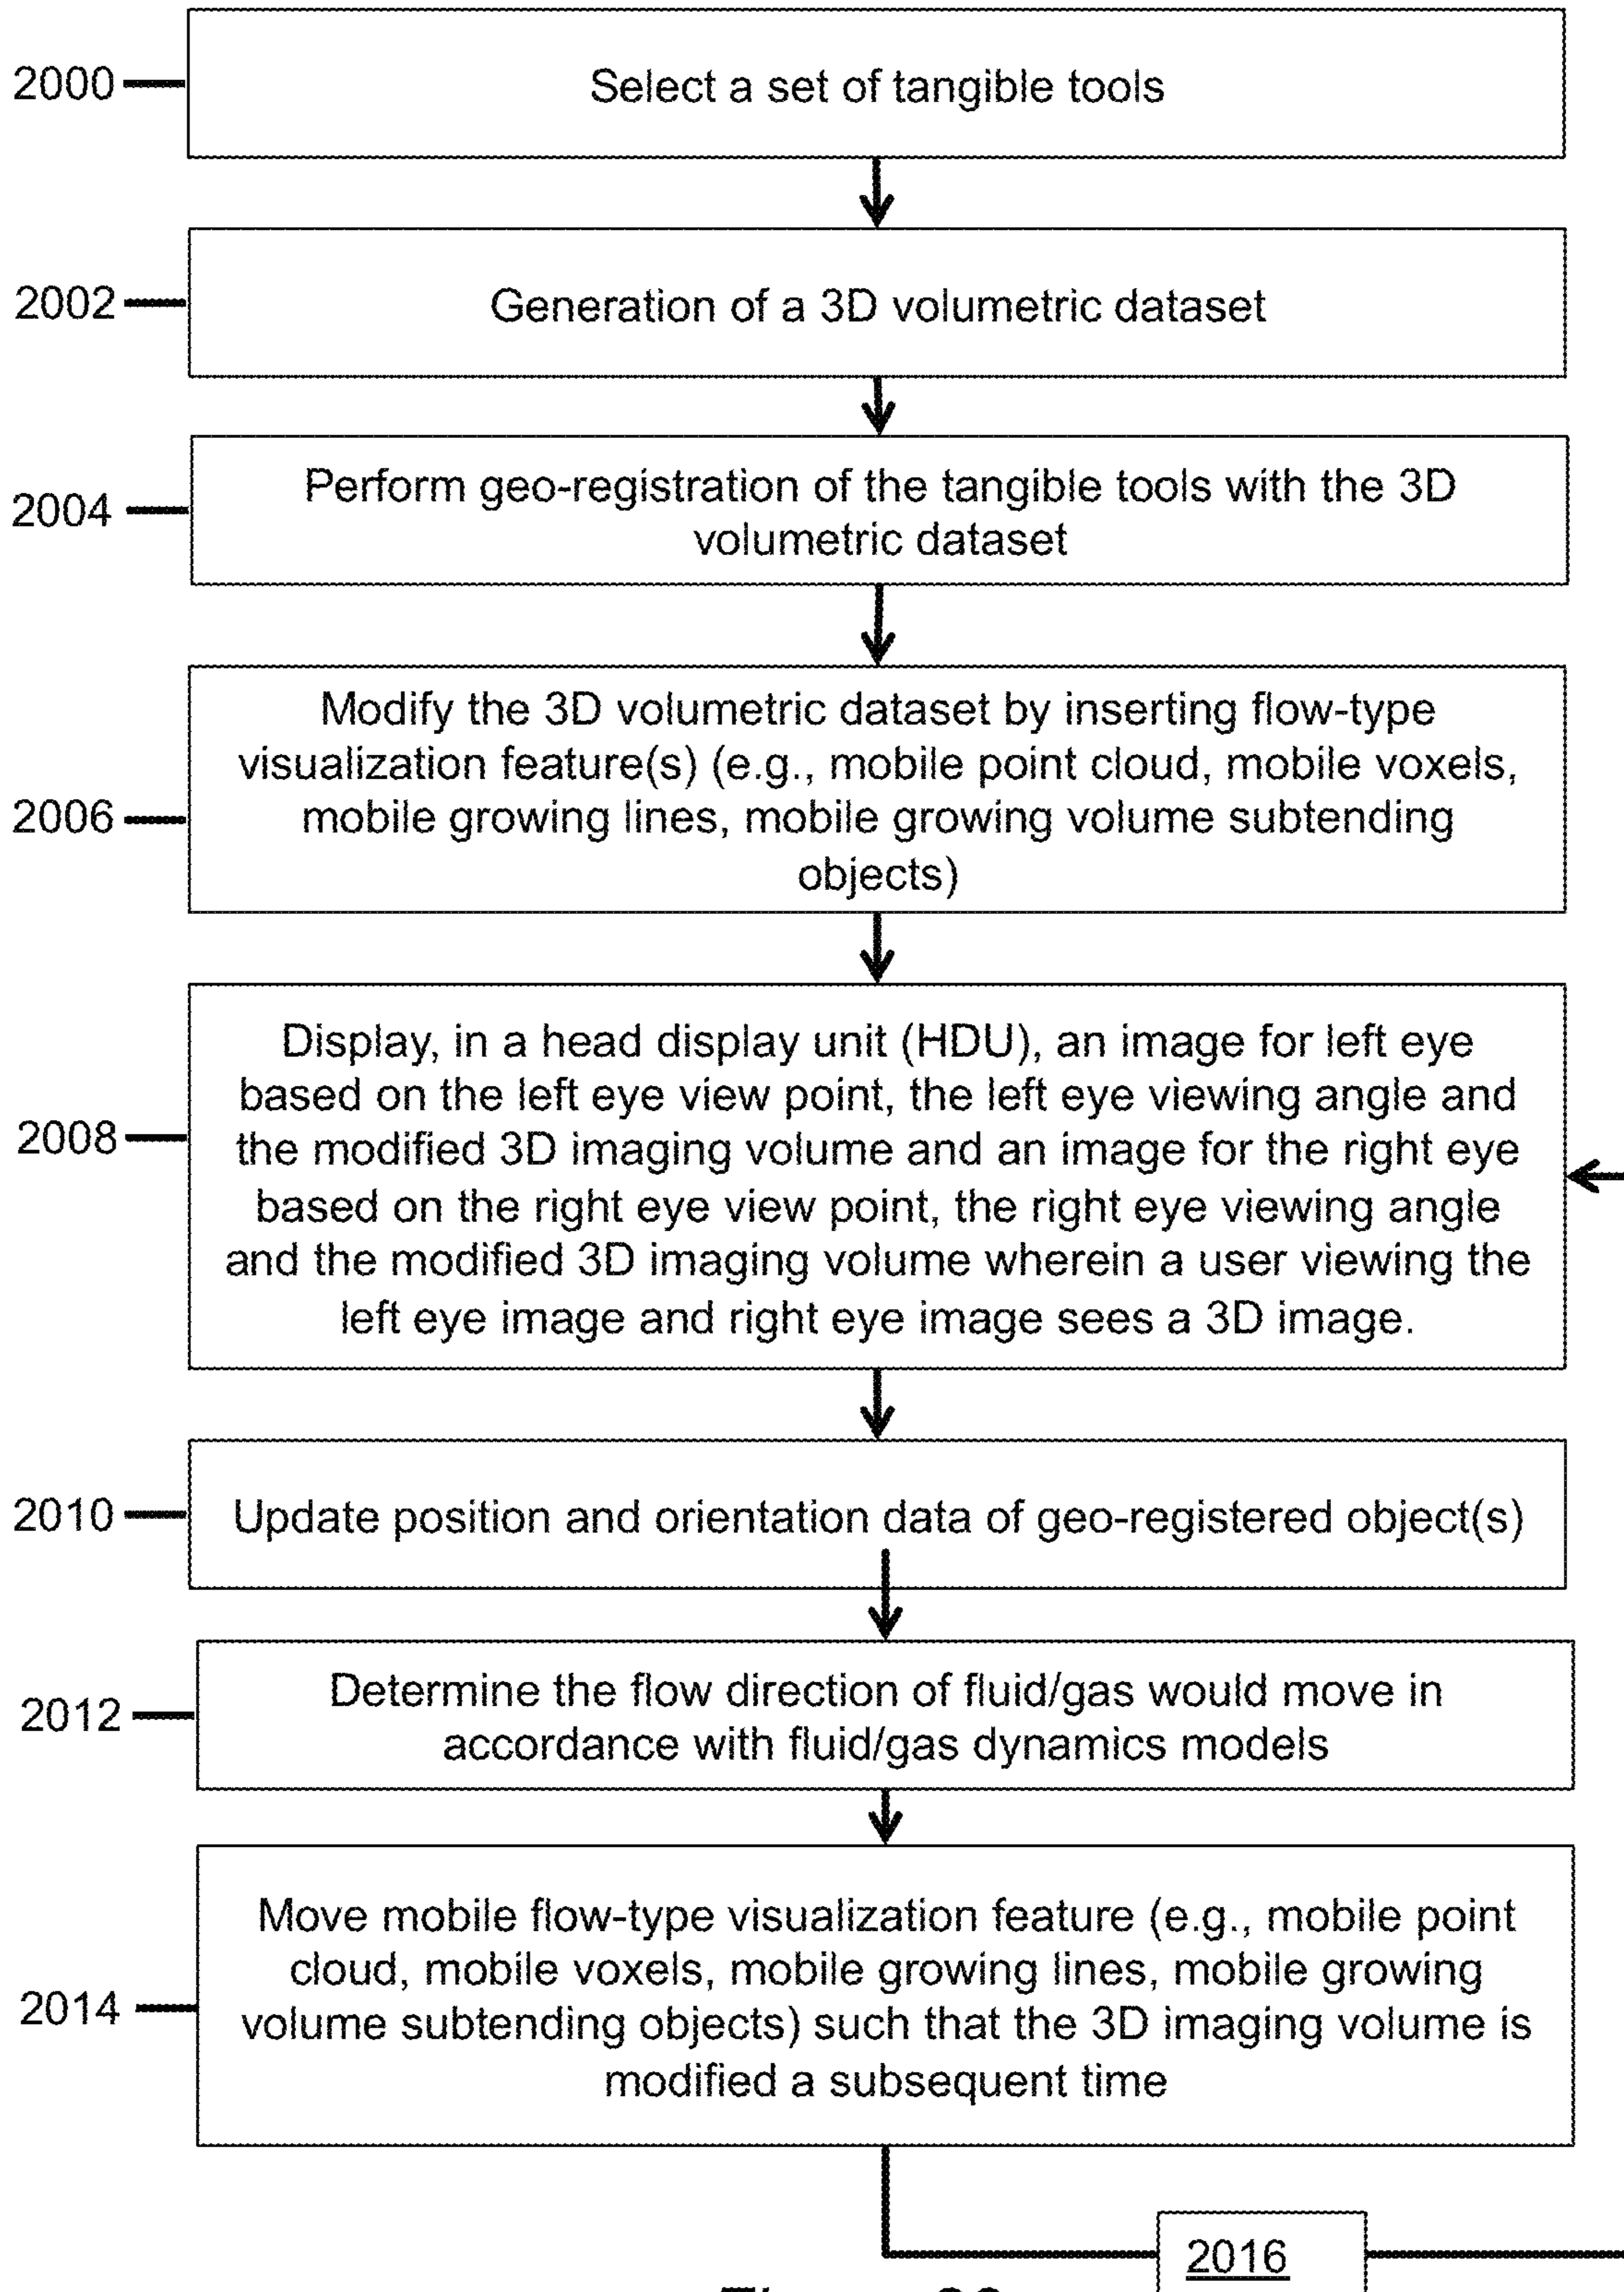 2000
Select a set of tangible tools
2002
Generation of a 3D volumetric dataset
2004
Perform geo-registration of the tangible tools with the 3D
volumetric dataset
2006
Modify the 3D volumetric dataset by inserting flow-type
visualization feature(s) (e.g., mobile point cloud, mobile voxels,
mobile growing lines, mobile growing volume subtending
objects)
2008
Display, in a head display unit (HDU), an image for left eye
based on the left eye view point, the left eye viewing angle and
the modified 3D imaging volume and an image for the right eye
based on the right eye view point, the right eye viewing angle
and the modified 3D imaging volume wherein a user viewing the
left eye image and right eye image sees a 3D image.
2010
Update position and orientation data of geo-registered object(s)
2012
Determine the flow direction of fluid/gas would move in
accordance with fluid/gas dynamics models
2014
Move mobile flow-type visualization feature (e.g., mobile point
cloud, mobile voxels, mobile growing lines, mobile growing
volume subtending objects) such that the 3D imaging volume is
modified a subsequent time
2016